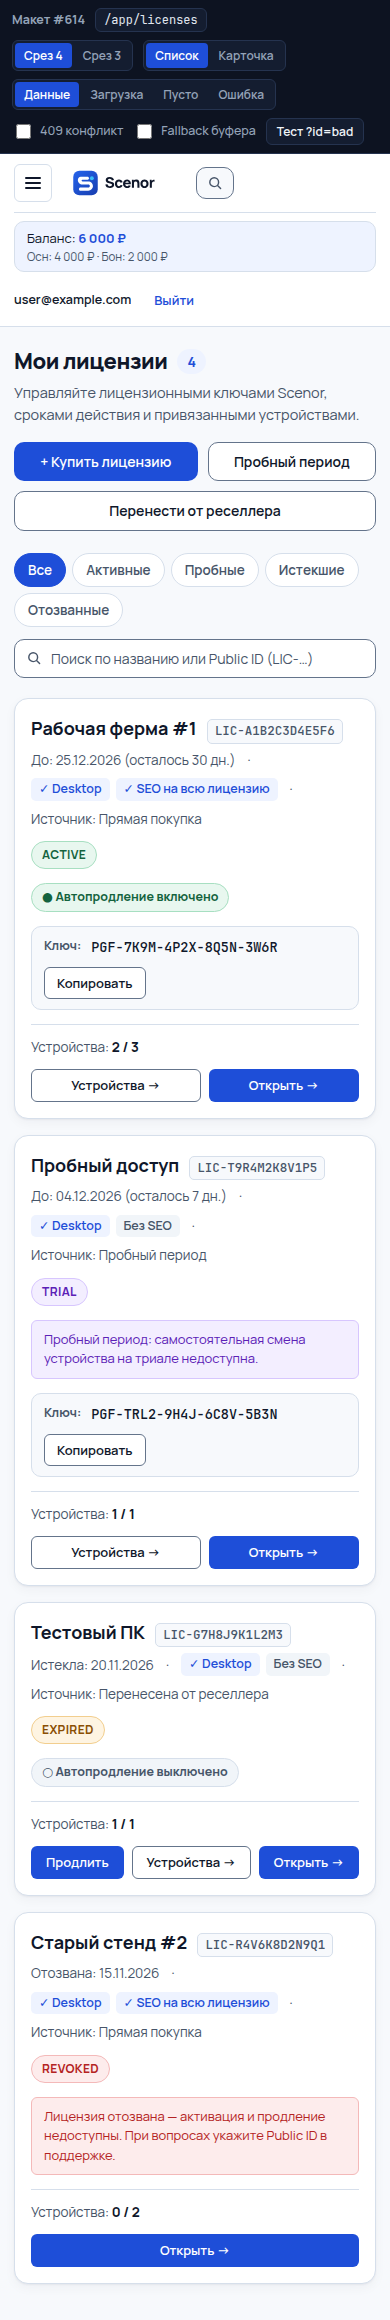 Макет #614 /app/licenses
Срез 4 Срез 3 Список Карточка
Данные Загрузка Пусто Ошибка
409 конфликт Fallback буфера Тест ?id=bad
Scenor
Баланс: 6 000 ₽
Осн: 4 000 ₽ · Бон: 2 000 ₽
user@example.com Выйти
Мои лицензии 4
Управляйте лицензионными ключами Scenor,
сроками действия и привязанными устройствами.
+ Купить лицензию Пробный период
Перенести от реселлера
Все Активные Пробные Истекшие
Отозванные
Поиск по названию или Public ID (LIC-…)
Рабочая ферма #1 LIC-A1B2C3D4E5F6
До: 25.12.2026 (осталось 30 дн.) ·
✓ Desktop ✓ SEO на всю лицензию ·
Источник: Прямая покупка
ACTIVE
● Автопродление включено
Ключ: PGF-7K9M-4P2X-8Q5N-3W6R
Копировать
Устройства: 2 / 3
Устройства → Открыть →
Пробный доступ LIC-T9R4M2K8V1P5
До: 04.12.2026 (осталось 7 дн.) ·
✓ Desktop Без SEO ·
Источник: Пробный период
TRIAL
Пробный период: самостоятельная смена
устройства на триале недоступна.
Ключ: PGF-TRL2-9H4J-6C8V-5B3N
Копировать
Устройства: 1 / 1
Устройства → Открыть →
Тестовый ПК LIC-G7H8J9K1L2M3
Истекла: 20.11.2026 · ✓ Desktop Без SEO ·
Источник: Перенесена от реселлера
EXPIRED
○ Автопродление выключено
Устройства: 1 / 1
Продлить Устройства → Открыть →
Старый стенд #2 LIC-R4V6K8D2N9Q1
Отозвана: 15.11.2026 ·
✓ Desktop ✓ SEO на всю лицензию ·
Источник: Прямая покупка
REVOKED
Лицензия отозвана — активация и продление
недоступны. При вопросах укажите Public ID в
поддержке.
Устройства: 0 / 2
Открыть →